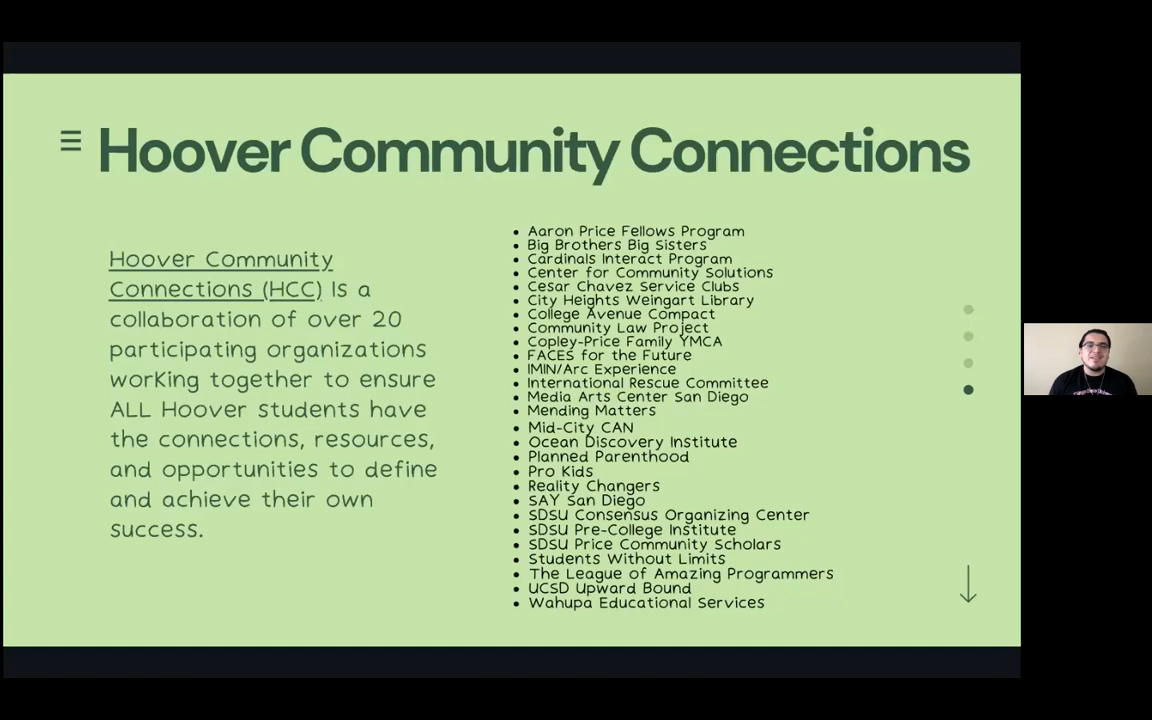 Hoover Community Connections
Hoover Community
Connections (HCC) Is a
collaboration of over 20
participating organizations
working together to ensure
ALL Hoover students have
the connections, resources,
and opportunities to define
and achieve their own
success.
• Aaron Price Fellows Program
• Big Brothers Big Sisters
• Cardinals Interact Program
• Center for Community Solutions
• Cesar Chavez Service Clubs
• City Heights Weingart Library
• College Avenue Compact
• Community Law Project
• Copley-Price Family YMCA
• FACES for the Future
• IMIN/Arc Experience
• International Rescue Committee
• Media Arts Center San Diego
• Mending Matters
• Mid-City CAN
• Ocean Discovery Institute
• Planned Parenthood
• Pro Kids
• Reality Changers
• SAY San Diego
• SDSU Consensus Organizing Center
• SDSU Pre-College Institute
• SDSU Price Community Scholars
• Students Without Limits
• The League of Amazing Programmers
• UCSD Upward Bound
• Wahupa Educational Services